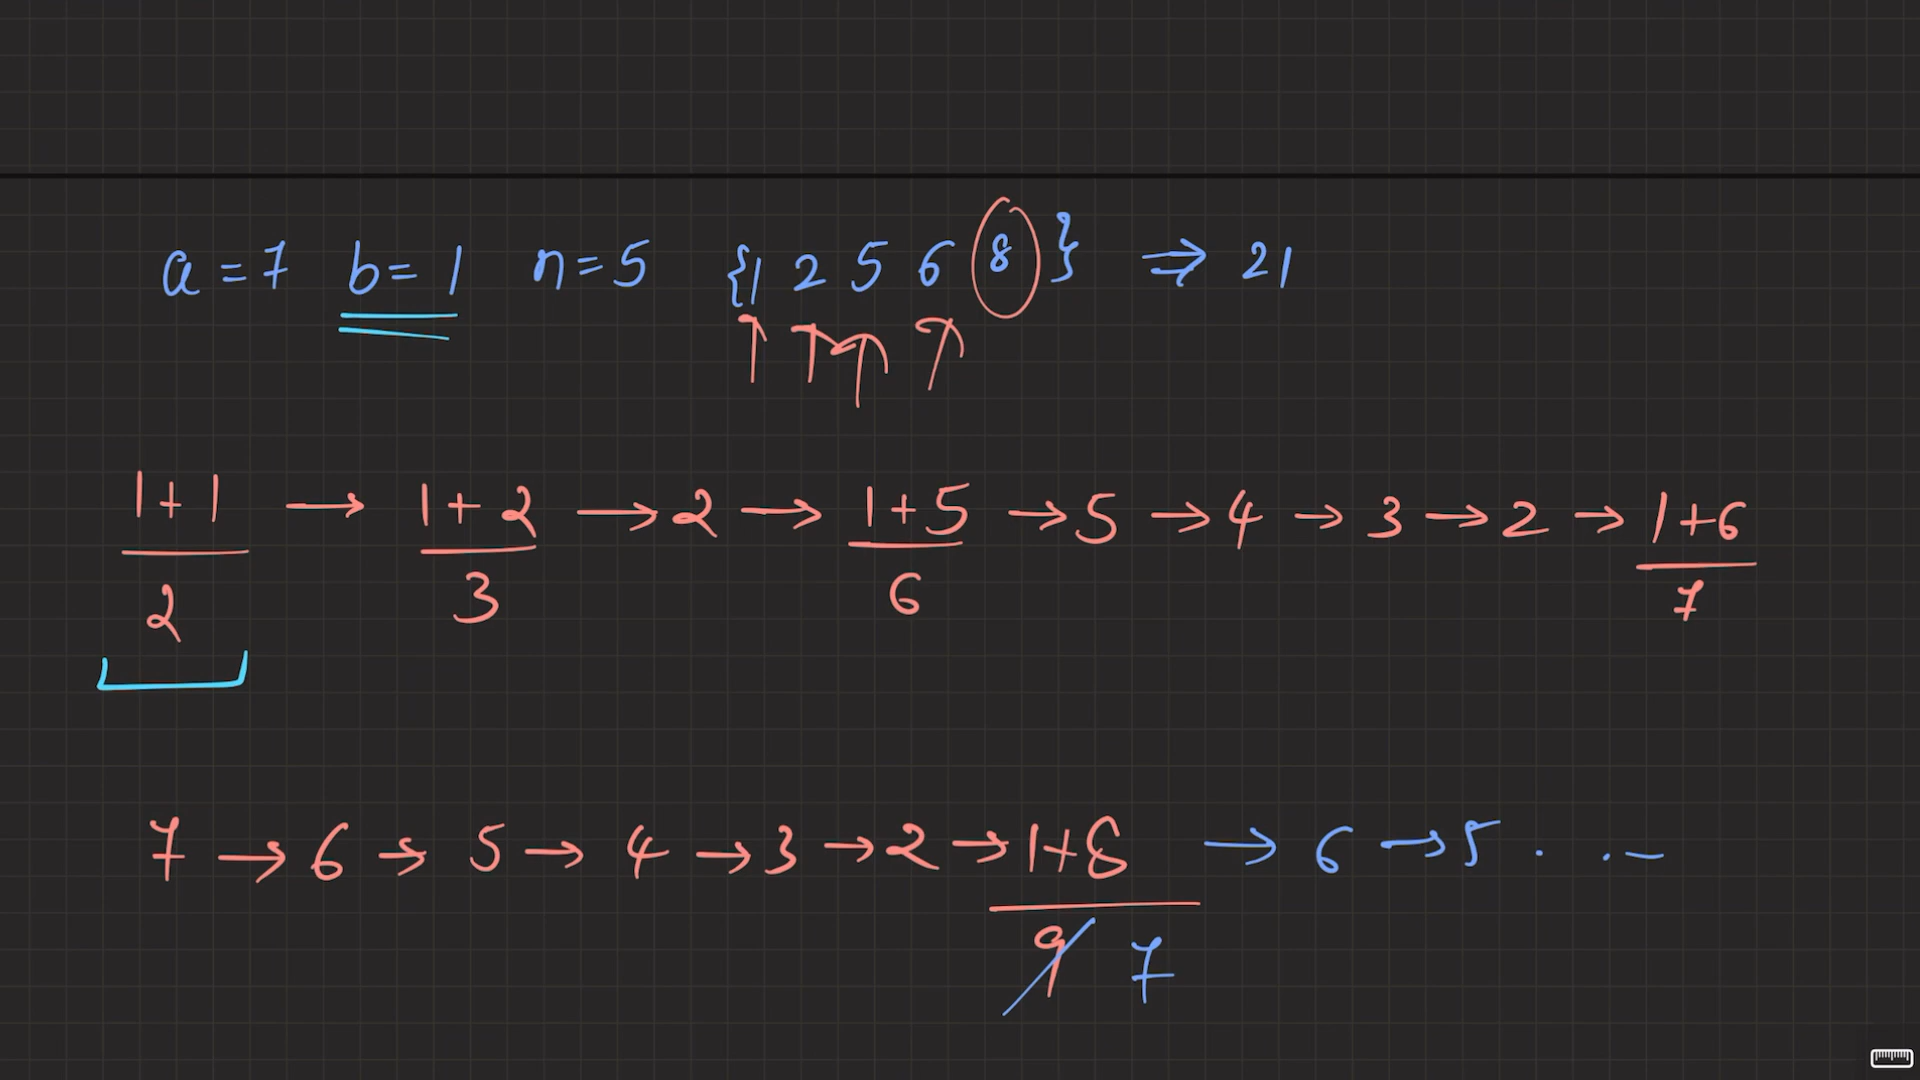 a = 7 b = 1 n = 5 {1 2 5 6 8} ⇒ 21
1+1 → 1+2 → 2 → 1+5 → 5 → 4 → 3 → 2 → 1+6
2 3 6 7
7 → 6 → 5 → 4 → 3 → 2 → 1+8 → 6 → 5 . . –
9 7